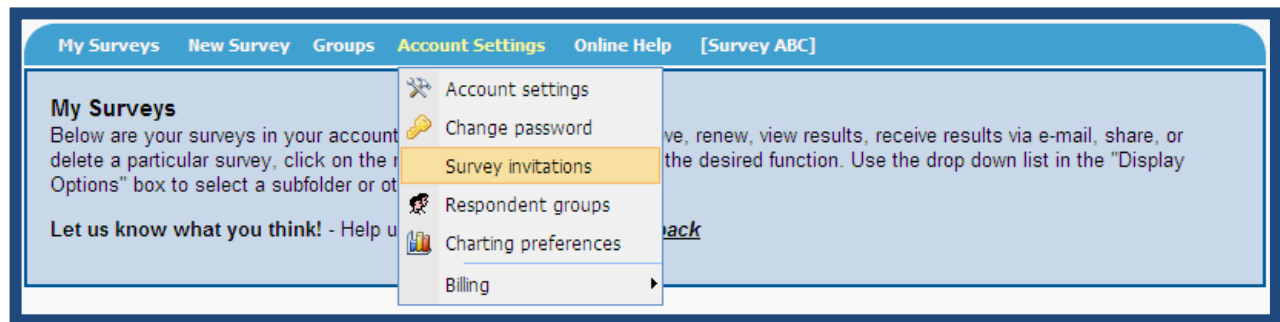 My Surveys New Survey Groups Account Settings Online Help [Survey ABC]
My Surveys
Below are your surveys in your account ve, renew, view results, receive results via e-mail, share, or
delete a particular survey, click on the the desired function. Use the drop down list in the "Display
Options" box to select a subfolder or ot
Let us know what you think! - Help u back
Account settings
Change password
Survey invitations
Respondent groups
Charting preferences
Billing